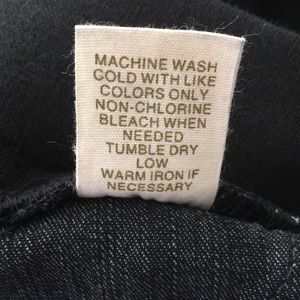 MACHINE WASH
COLD WITH LIKE
COLORS ONLY
NON-CHLORINE
BLEACH WHEN
NEEDED
TUMBLE DRY
LOW
WARM IRON IF
NECESSARY